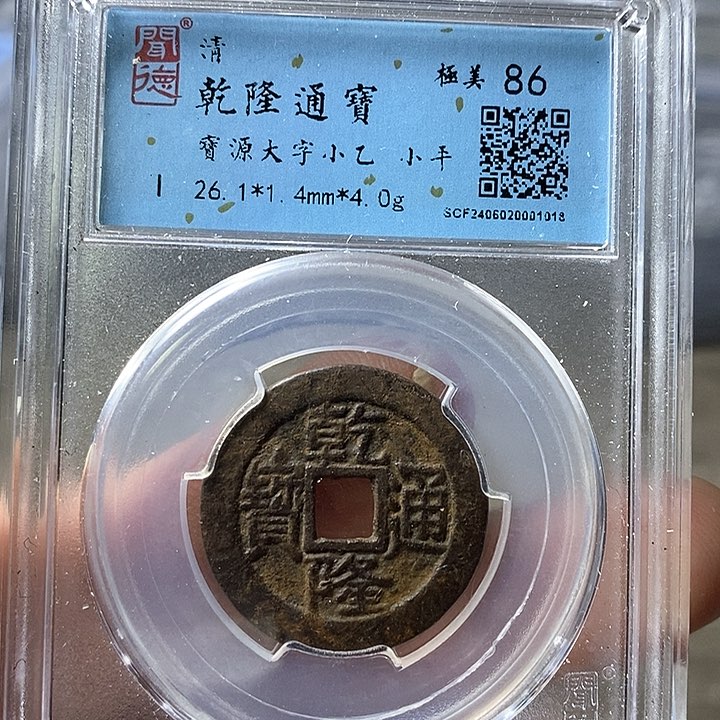 聞德®
清
乾隆通寶
極美 86
寶源大字小乙 小平
26.1*1.4mm*4.0g
SCF2406020001018
乾
隆
通
寶
聞